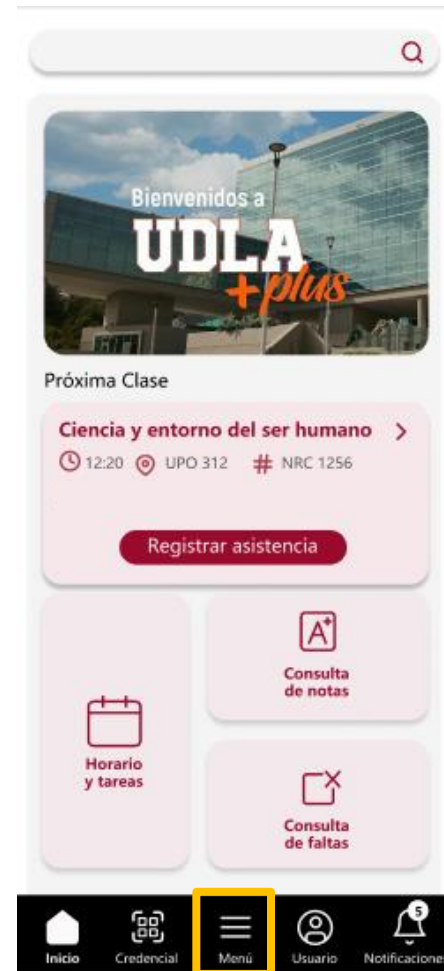 Bienvenidos a
UDLA
+plus
Próxima Clase
Ciencia y entorno del ser humano
12:20 UPO 312 # NRC 1256
Registrar asistencia
A+
Consulta
de notas
Horario
y tareas
Consulta
de faltas
5
Inicio Credencial Menú Usuario Notificacione